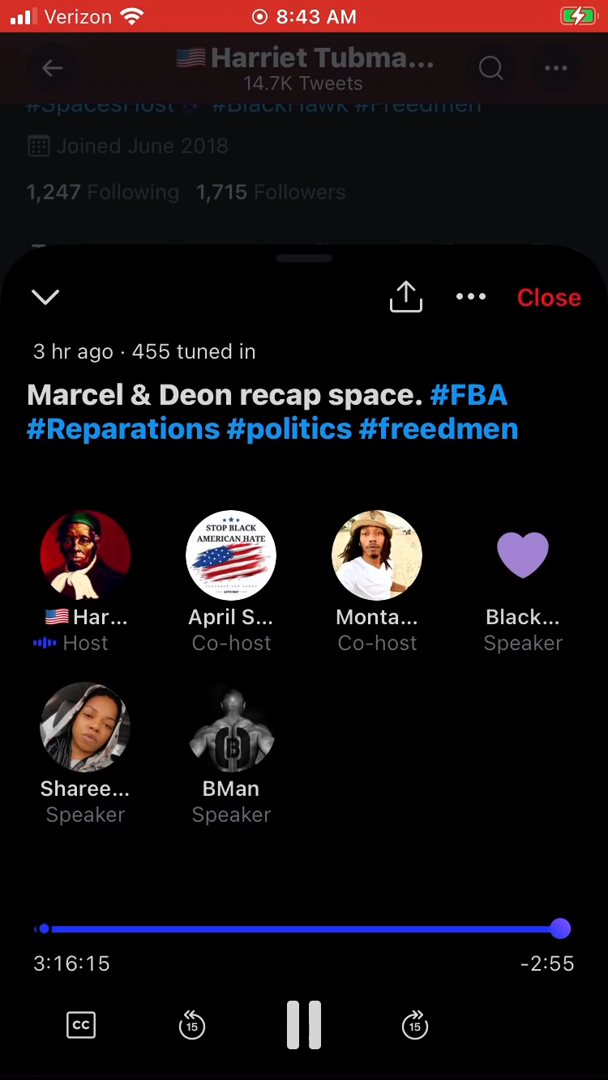 Verizon 8:43 AM
🇺🇸Harriet Tubma...
14.7K Tweets
#SpacesHost #BlackHawk #Freedmen
Joined June 2018
1,247 Following 1,715 Followers
Close
3 hr ago · 455 tuned in
Marcel & Deon recap space. #FBA
#Reparations #politics #freedmen
STOP BLACK
AMERICAN HATE
🇺🇸Har... April S... Monta... Black...
Host Co-host Co-host Speaker
B
Sharee... BMan
Speaker Speaker
3:16:15 -2:55
CC 15 15